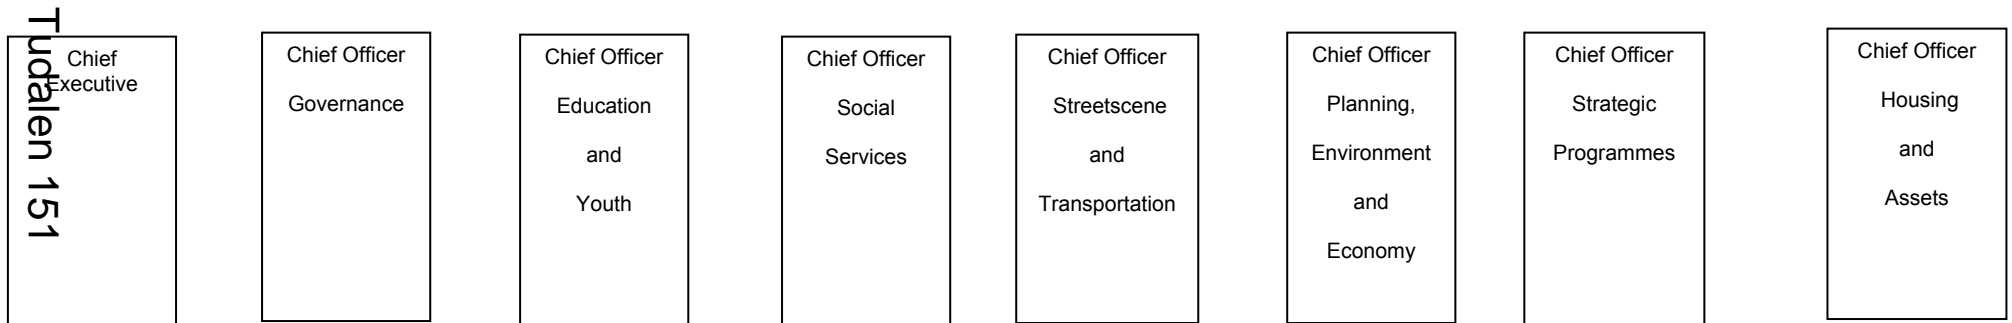 Tudalen 151
Chief
Executive
Chief Officer
Governance
Chief Officer
Education
and
Youth
Chief Officer
Social
Services
Chief Officer
Streetscene
and
Transportation
Chief Officer
Planning,
Environment
and
Economy
Chief Officer
Strategic
Programmes
Chief Officer
Housing
and
Assets